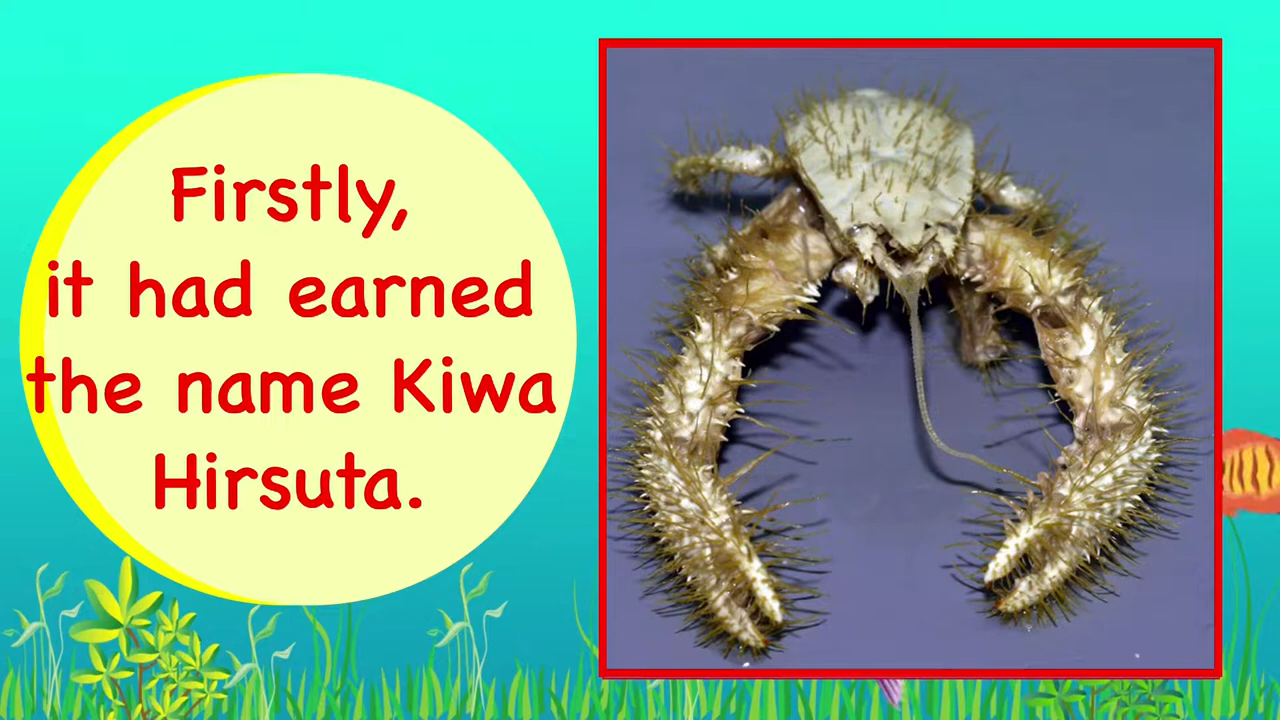 Firstly,
it had earned
the name Kiwa
Hirsuta.